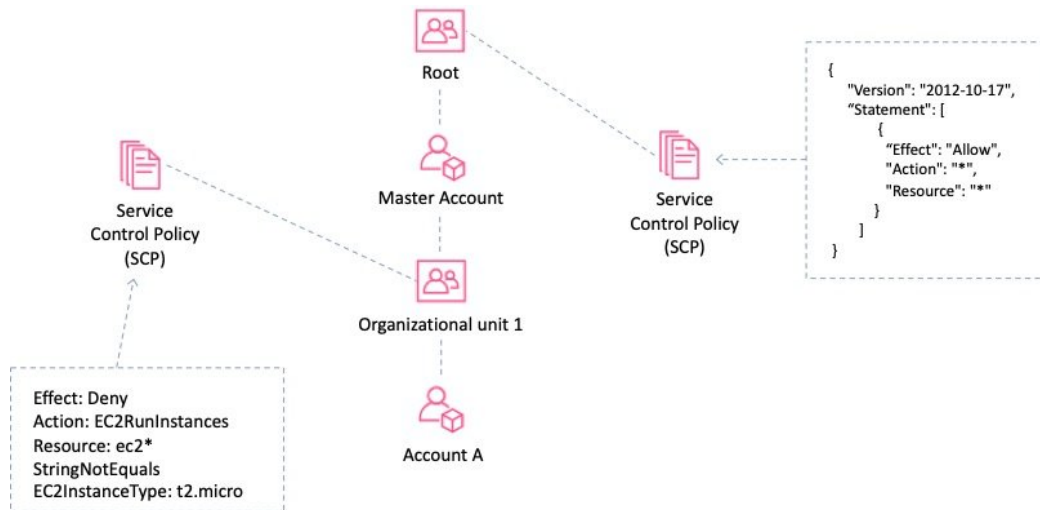 Root
Master Account
Service
Control Policy
(SCP)
Organizational unit 1
Account A
Service
Control Policy
(SCP)
{
"Version": "2012-10-17",
“Statement": [
{
“Effect": "Allow",
"Action": "*",
"Resource": "*"
}
]
}
Effect: Deny
Action: EC2RunInstances
Resource: ec2*
StringNotEquals
EC2InstanceType: t2.micro